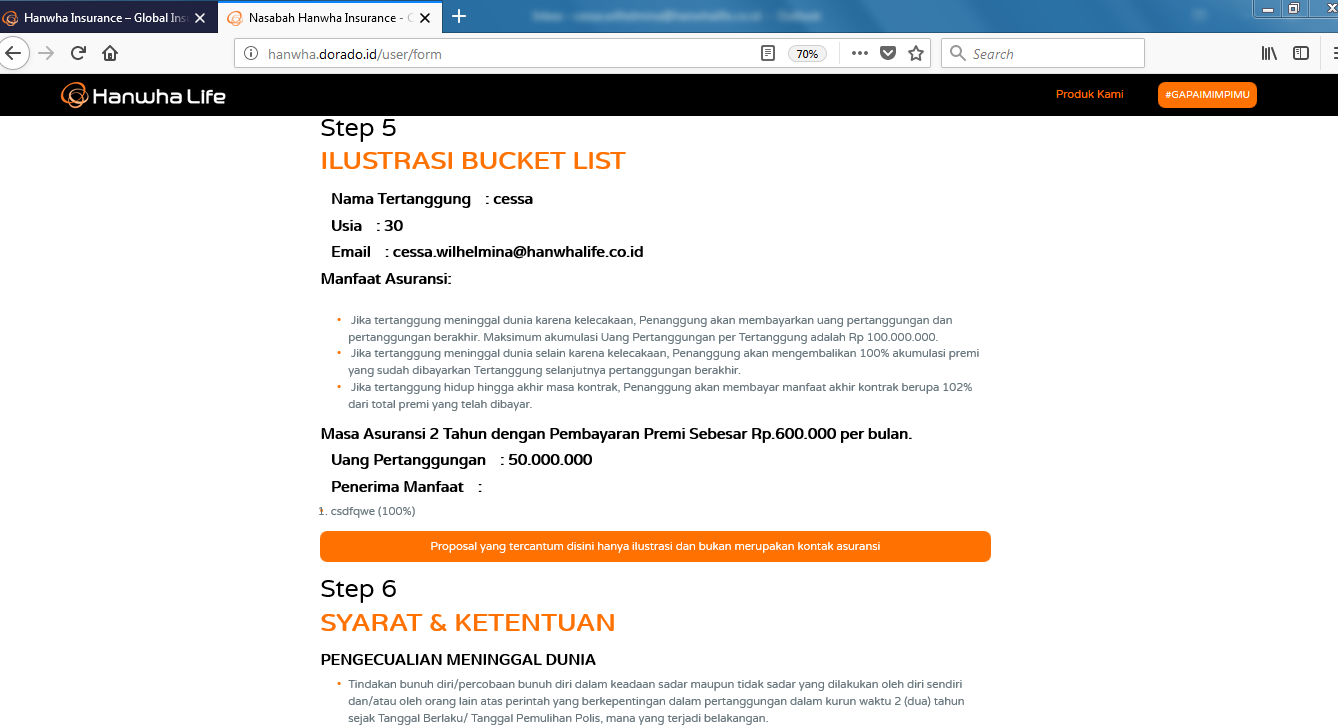 Hanwha Insurance – Global Ins
Nasabah Hanwha Insurance - C
hanwha.dorado.id/user/form
70%
Search
Hanwha Life
Produk Kami
#GAPAIMIMPIMU
Step 5
ILUSTRASI BUCKET LIST
Nama Tertanggung : cessa
Usia : 30
Email : cessa.wilhelmina@hanwhalife.co.id
Manfaat Asuransi:
• Jika tertanggung meninggal dunia karena kelecakaan, Penanggung akan membayarkan uang pertanggungan dan
pertanggungan berakhir. Maksimum akumulasi Uang Pertanggungan per Tertanggung adalah Rp 100.000.000.
• Jika tertanggung meninggal dunia selain karena kelecakaan, Penanggung akan mengembalikan 100% akumulasi premi
yang sudah dibayarkan Tertanggung selanjutnya pertanggungan berakhir.
• Jika tertanggung hidup hingga akhir masa kontrak, Penanggung akan membayar manfaat akhir kontrak berupa 102%
dari total premi yang telah dibayar.
Masa Asuransi 2 Tahun dengan Pembayaran Premi Sebesar Rp.600.000 per bulan.
Uang Pertanggungan : 50.000.000
Penerima Manfaat :
1. csdfqwe (100%)
Proposal yang tercantum disini hanya ilustrasi dan bukan merupakan kontak asuransi
Step 6
SYARAT & KETENTUAN
PENGECUALIAN MENINGGAL DUNIA
• Tindakan bunuh diri/percobaan bunuh diri dalam keadaan sadar maupun tidak sadar yang dilakukan oleh diri sendiri
dan/atau oleh orang lain atas perintah yang berkepentingan dalam pertanggungan dalam kurun waktu 2 (dua) tahun
sejak Tanggal Berlaku/ Tanggal Pemulihan Polis, mana yang terjadi belakangan.